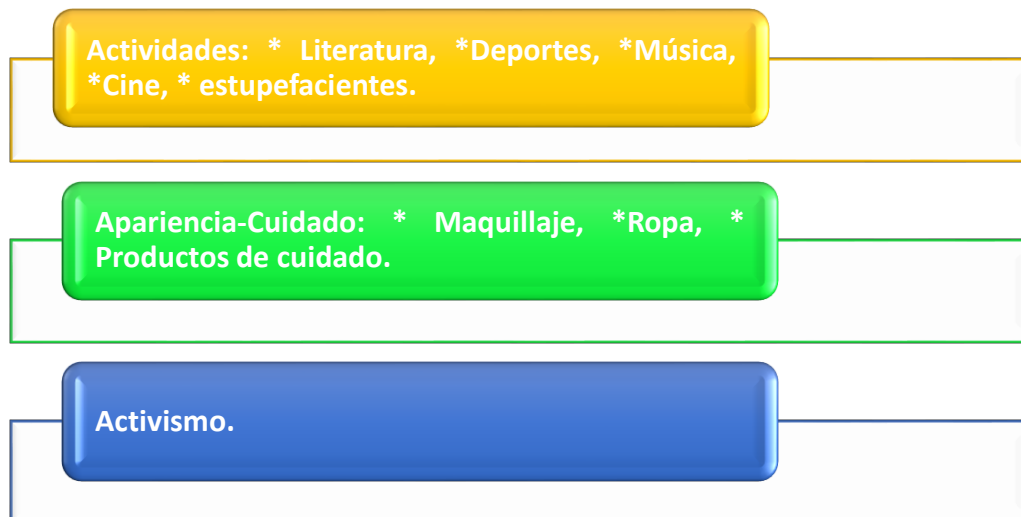 Actividades: * Literatura, *Deportes, *Música,
*Cine, * estupefacientes.
Apariencia-Cuidado: * Maquillaje, *Ropa, *
Productos de cuidado.
Activismo.